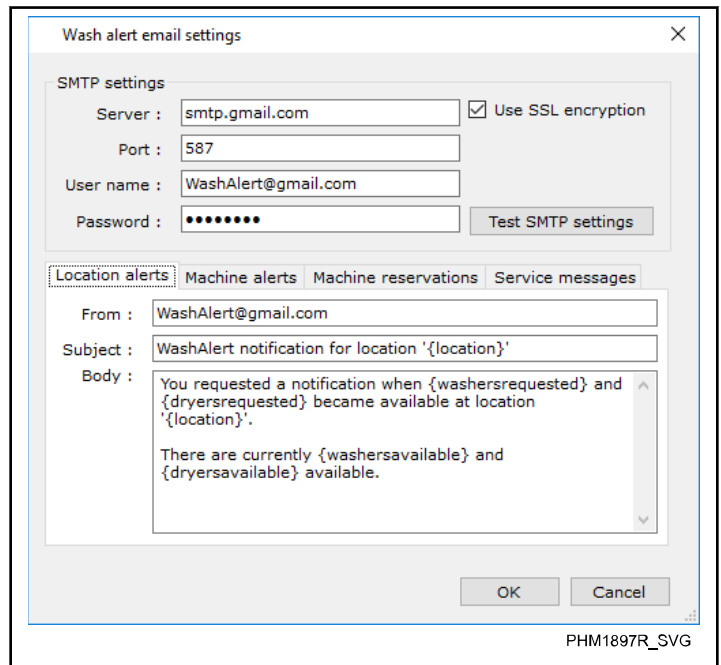 Wash alert email settings
SMTP settings
Server : smtp.gmail.com Use SSL encryption
Port : 587
User name : WashAlert@gmail.com
Password : •••••••• Test SMTP settings
Location alerts Machine alerts Machine reservations Service messages
From : WashAlert@gmail.com
Subject : WashAlert notification for location '{location}'
Body : You requested a notification when {washersrequested} and
{dryersrequested} became available at location
'{location}'.
There are currently {washersavailable} and
{dryersavailable} available.
OK Cancel
PHM1897R_SVG